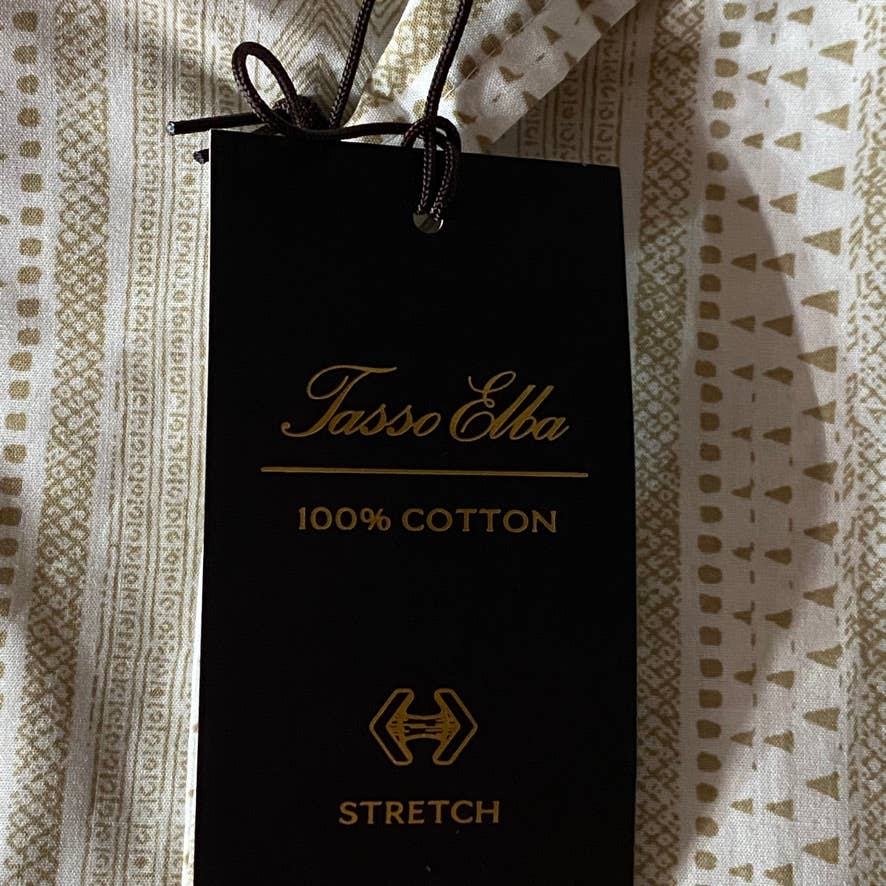 Tasso Elba
100% COTTON
STRETCH